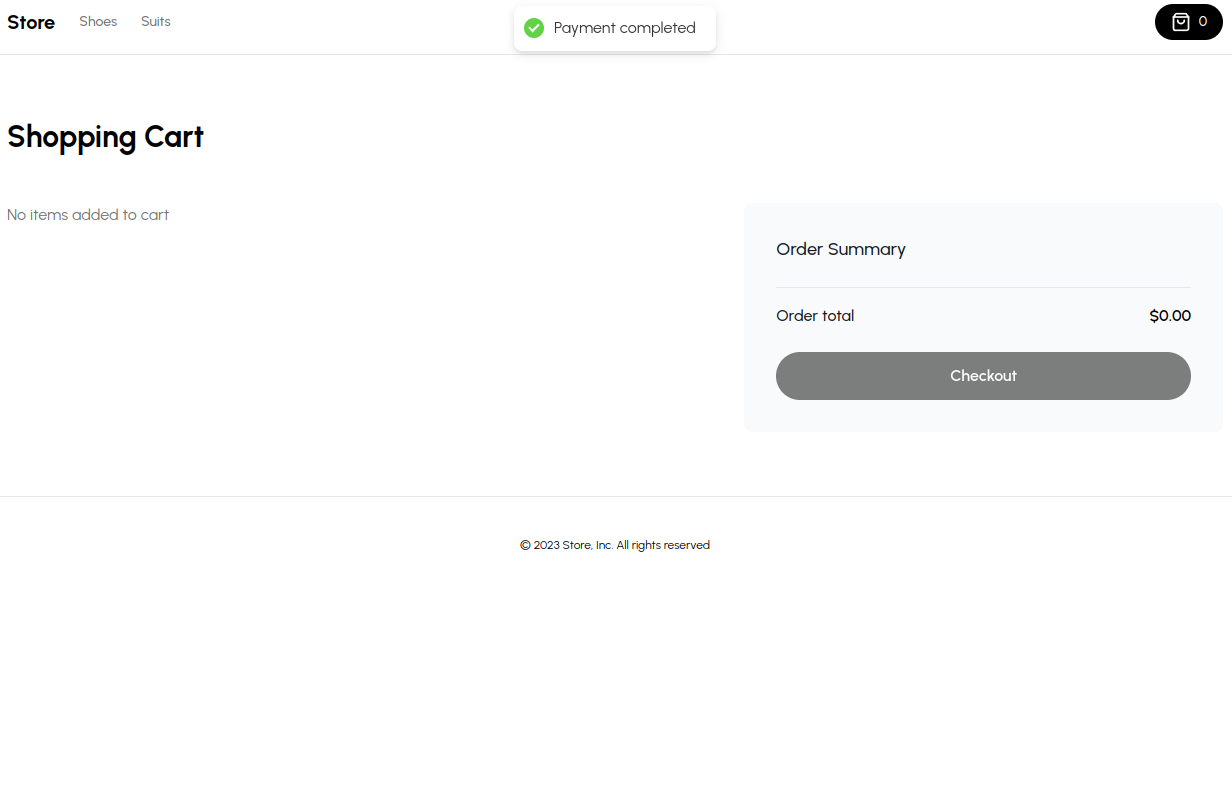 Store Shoes Suits
Payment completed
0
Shopping Cart
No items added to cart
Order Summary
Order total $0.00
Checkout
© 2023 Store, Inc. All rights reserved